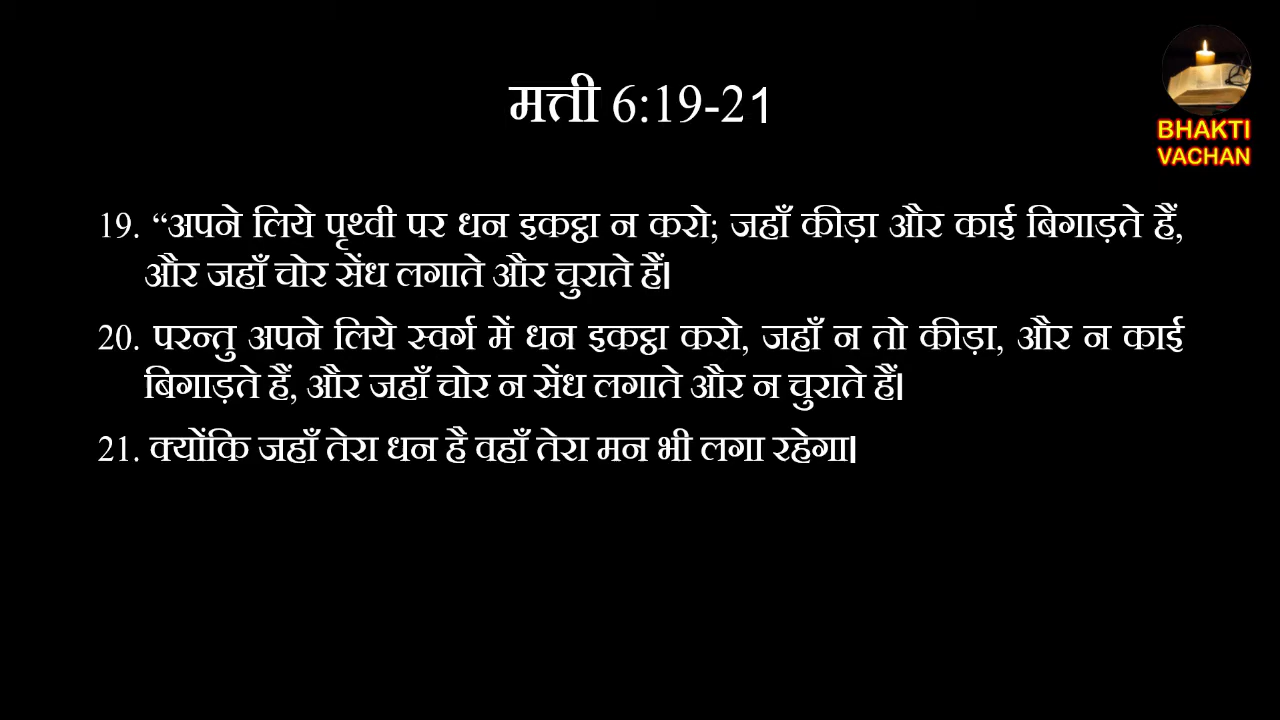 मत्ती 6:19-21
BHAKTI
VACHAN
19. “अपने लिये पृथ्वी पर धन इकट्ठा न करो; जहाँ कीड़ा और काई बिगाड़ते हैं,
और जहाँ चोर सेंध लगाते और चुराते हैं।
20. परन्तु अपने लिये स्वर्ग में धन इकट्ठा करो, जहाँ न तो कीड़ा, और न काई
बिगाड़ते हैं, और जहाँ चोर न सेंध लगाते और न चुराते हैं।
21. क्योंकि जहाँ तेरा धन है वहाँ तेरा मन भी लगा रहेगा।